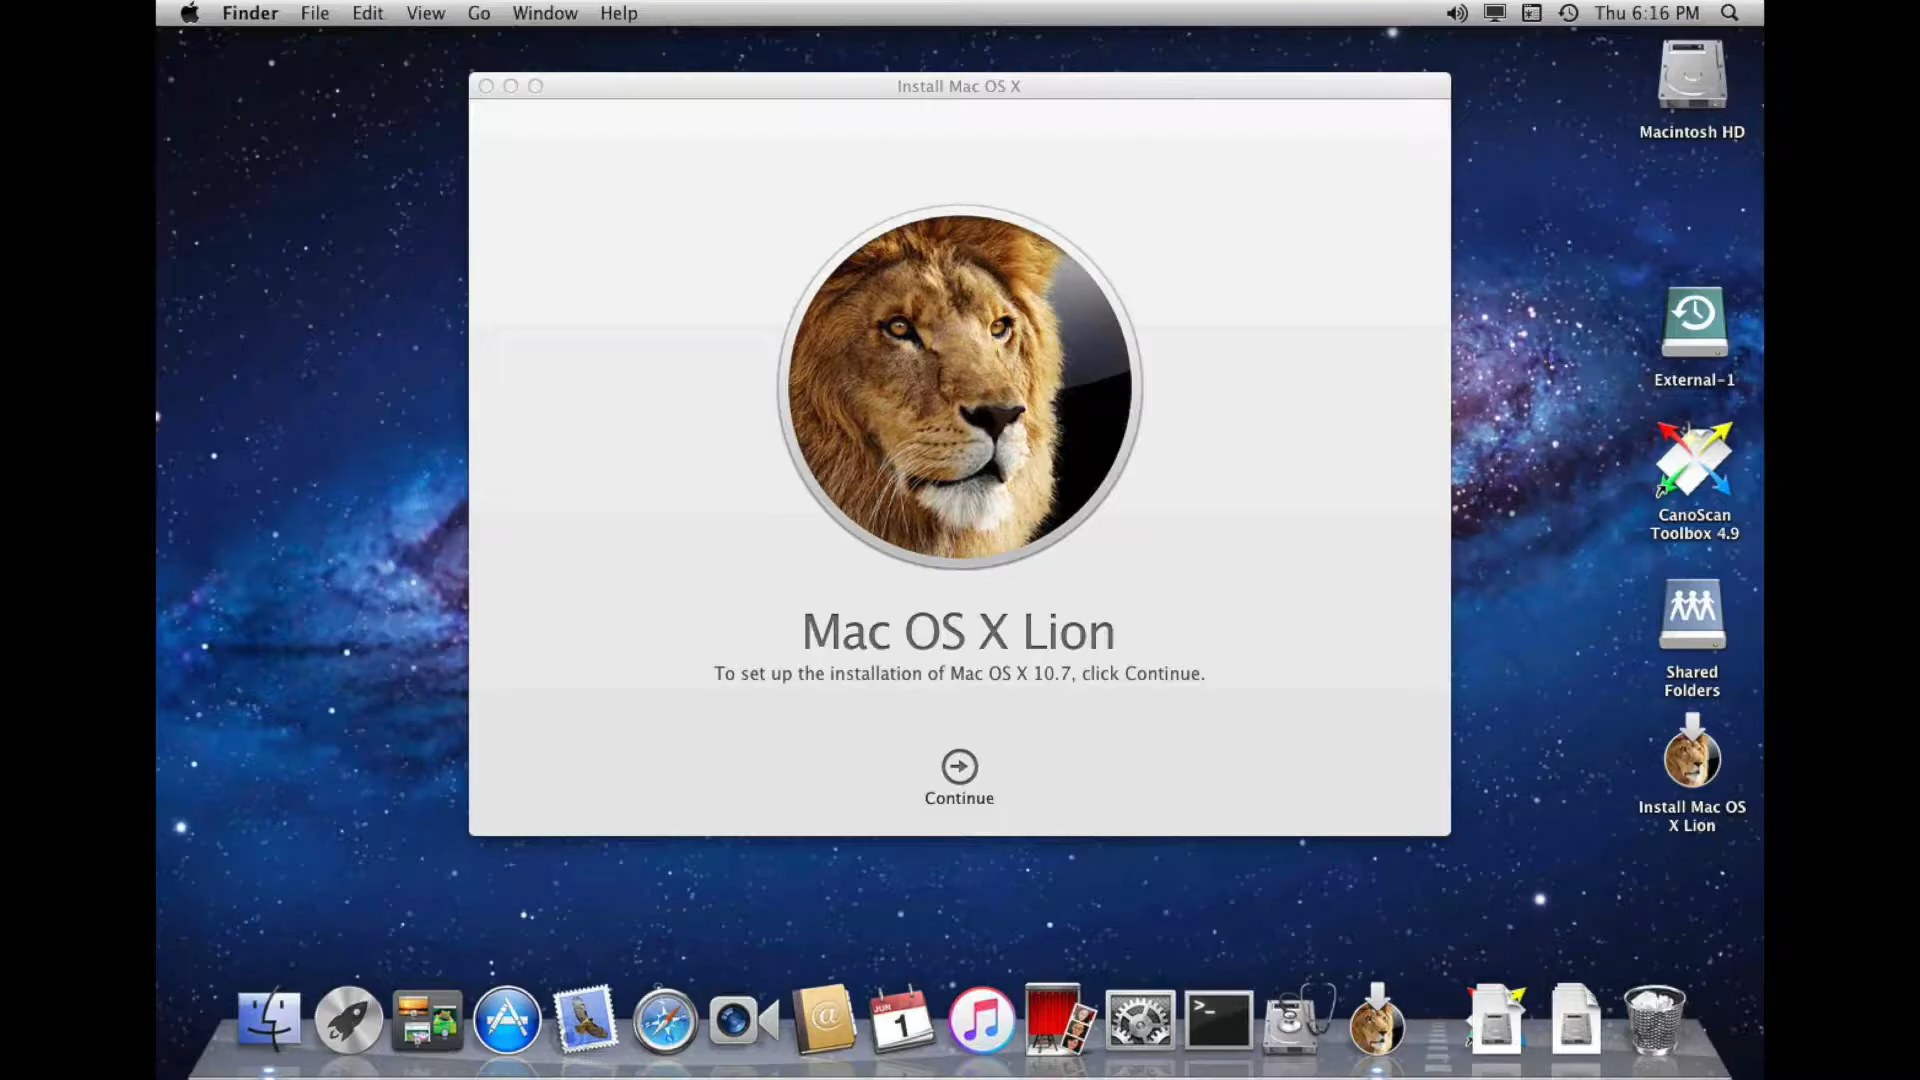 Finder File Edit View Go Window Help Thu 6:16 PM
Install Mac OS X
Macintosh HD
External-1
CanoScan
Toolbox 4.9
Mac OS X Lion
To set up the installation of Mac OS X 10.7, click Continue.
Shared
Folders
Continue
Install Mac OS
X Lion
JUN
1
@
>_